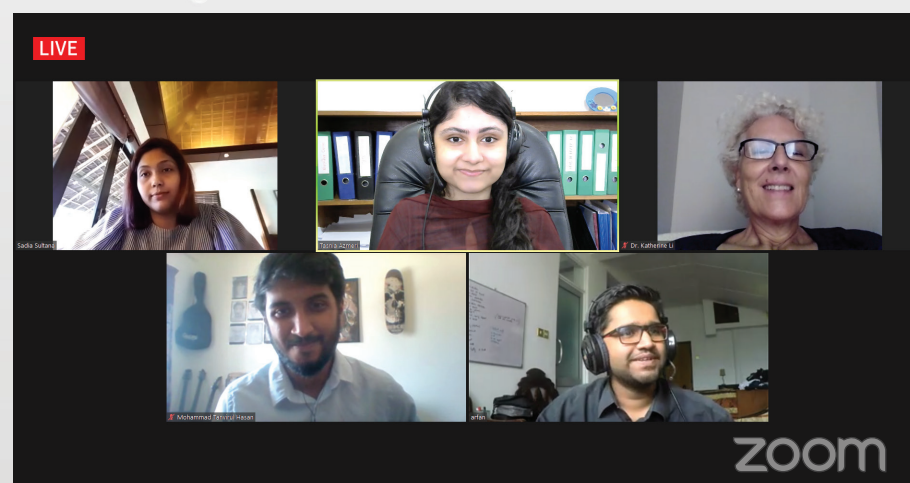 LIVE
Sadia Sultana
Tasnia Azmeri
Dr. Katherine Li
Mohammad Tanvirul Hasan
arfan
zoom